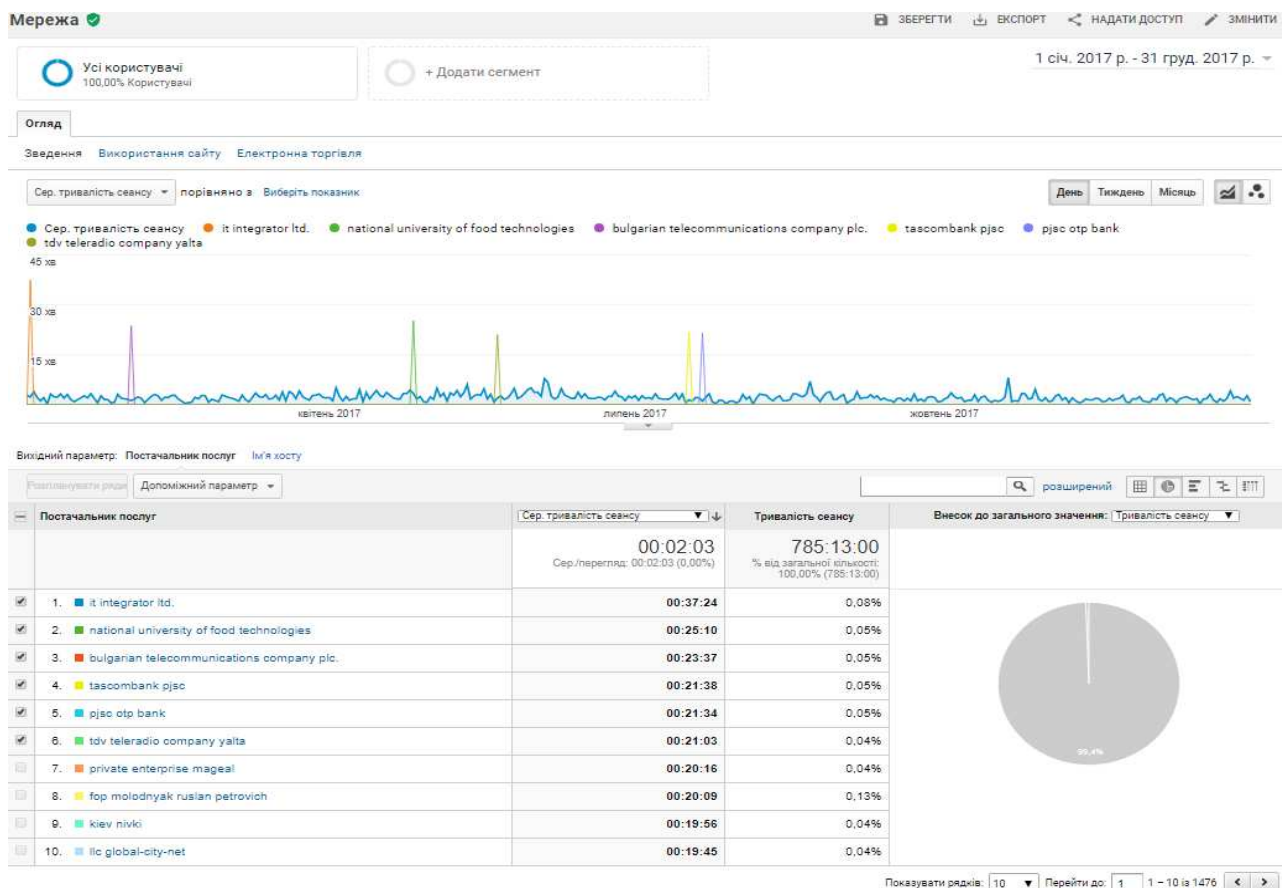 Мережа
ЗБЕРЕГТИ ЕКСПОРТ НАДАТИ ДОСТУП ЗМІНИТИ
Усі користувачі
100,00% Користувачі
+ Додати сегмент
1 січ. 2017 р. - 31 груд. 2017 р.
Огляд
Зведення Використання сайту Електронна торгівля
Сер. тривалість сеансу порівняно з Виберіть показник
День Тиждень Місяць
Сер. тривалість сеансу it integrator ltd. national university of food technologies bulgarian telecommunications company plc. tascombank pjsc pjsc otp bank
tdv teleradio company yalta
45 хв
30 хв
15 хв
квітень 2017 липень 2017 жовтень 2017
Вихідний параметр: Постачальник послуг Ім'я хосту
Розпланувати ряди Допоміжний параметр
розширений
Постачальник послуг Сер. тривалість сеансу Тривалість сеансу Внесок до загального значення: Тривалість сеансу
00:02:03 785:13:00
Сер./перегляд: 00:02:03 (0,00%) % від загальної кількості:
100,00% (785:13:00)
1. it integrator ltd. 00:37:24 0,08%
2. national university of food technologies 00:25:10 0,05%
3. bulgarian telecommunications company plc. 00:23:37 0,05%
4. tascombank pjsc 00:21:38 0,05%
5. pjsc otp bank 00:21:34 0,05%
6. tdv teleradio company yalta 00:21:03 0,04%
7. private enterprise mageal 00:20:16 0,04%
8. fop molodnyak ruslan petrovich 00:20:09 0,13%
9. kiev nivki 00:19:56 0,04%
10. llc global-city-net 00:19:45 0,04%
99,4%
Показувати рядків: 10 Перейти до: 1 1 – 10 із 1476